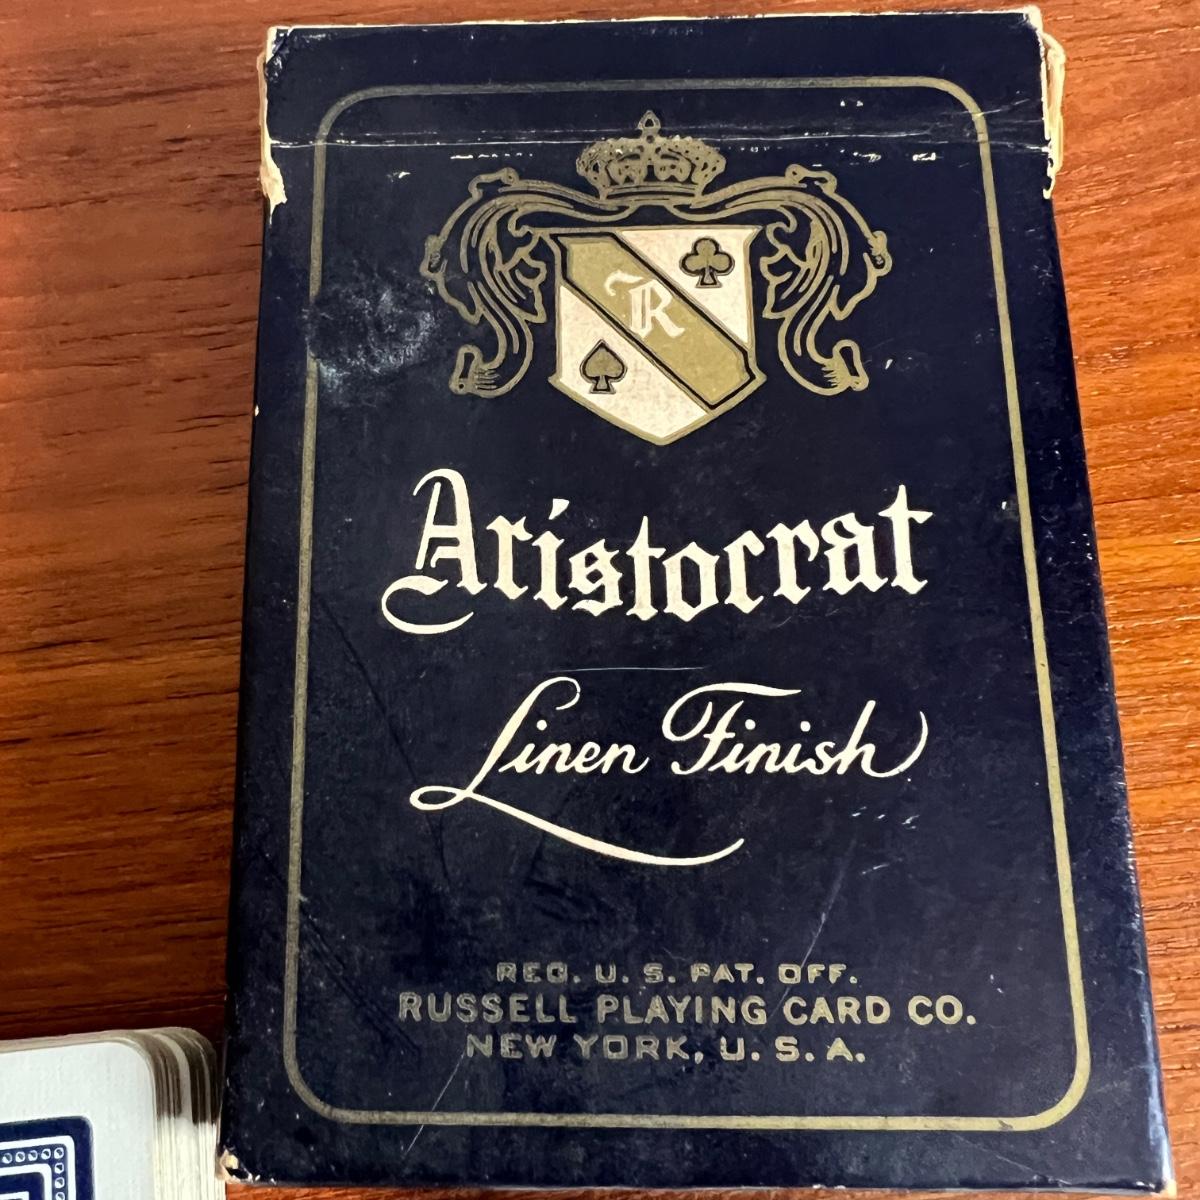 R
Aristocrat
Linen Finish
REG. U. S. PAT. OFF.
RUSSELL PLAYING CARD CO.
NEW YORK, U. S. A.